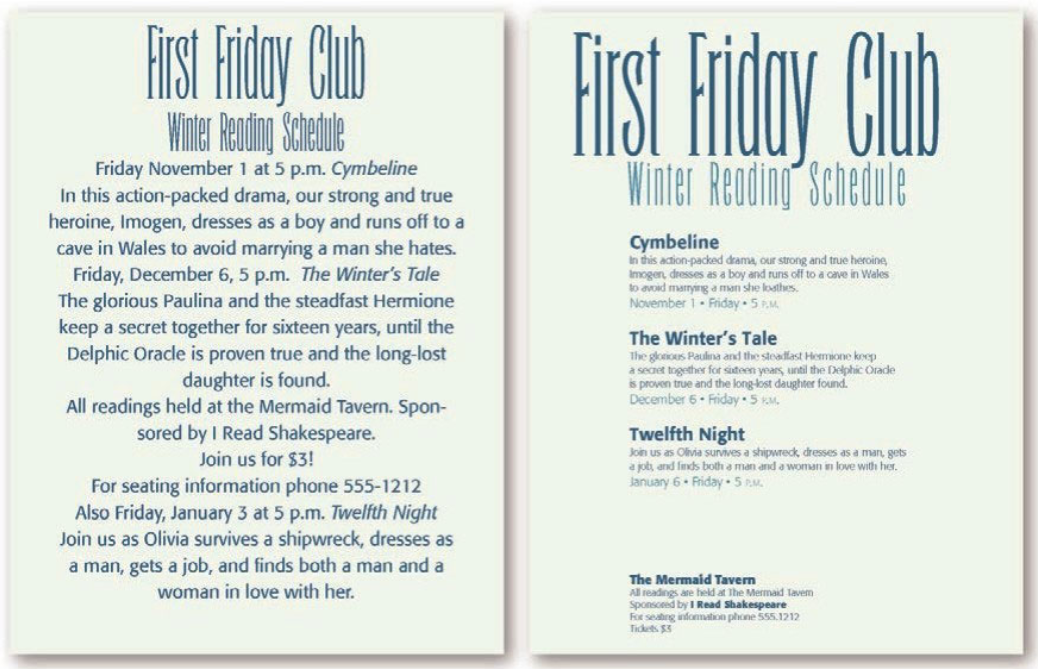 First Friday Club
Winter Reading Schedule
Friday November 1 at 5 p.m. Cymbeline
In this action-packed drama, our strong and true
heroine, Imogen, dresses as a boy and runs off to a
cave in Wales to avoid marrying a man she hates.
Friday, December 6, 5 p.m. The Winter's Tale
The glorious Paulina and the steadfast Hermione
keep a secret together for sixteen years, until the
Delphic Oracle is proven true and the long-lost
daughter is found.
All readings held at the Mermaid Tavern. Spon-
sored by I Read Shakespeare.
Join us for $3!
For seating information phone 555-1212
Also Friday, January 3 at 5 p.m. Twelfth Night
Join us as Olivia survives a shipwreck, dresses as
a man, gets a job, and finds both a man and a
woman in love with her.
First Friday Club
Winter Reading Schedule
Cymbeline
In this action-packed drama, our strong and true heroine,
Imogen, dresses as a boy and runs off to a cave in Wales
to avoid marrying a man she loathes.
November 1 • Friday • 5 P.M.
The Winter's Tale
The glorious Paulina and the steadfast Hermione keep
a secret together for sixteen years, until the Delphic Oracle
is proven true and the long-lost daughter found.
December 6 • Friday • 5 P.M.
Twelfth Night
Join us as Olivia survives a shipwreck, dresses as a man, gets
a job, and finds both a man and a woman in love with her.
January 6 • Friday • 5 P.M.
The Mermaid Tavern
All readings are held at The Mermaid Tavern
Sponsored by I Read Shakespeare
For seating information phone 555.1212
Tickets $3